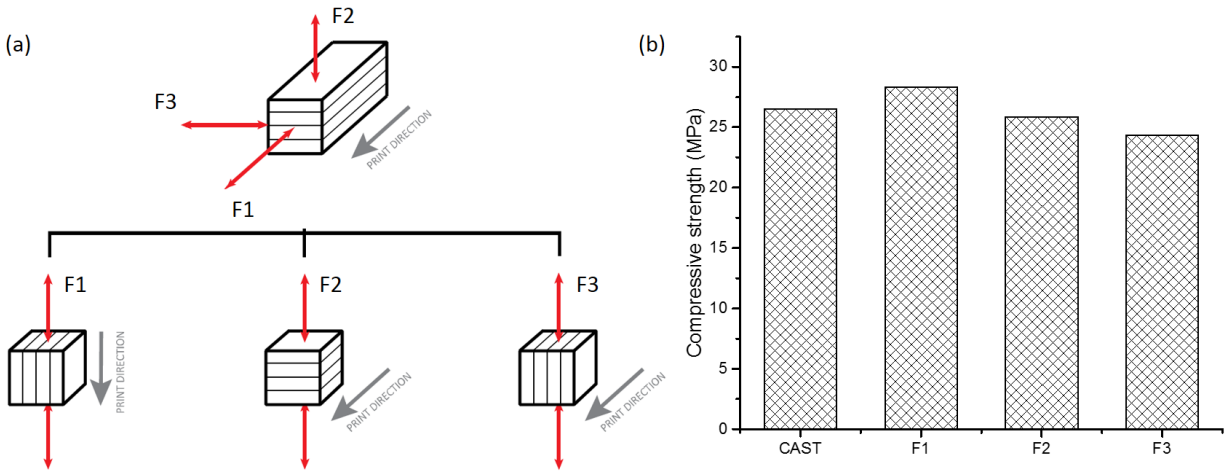 (a)
F2
F3
PRINT DIRECTION
F1
F1
PRINT DIRECTION
F2
PRINT DIRECTION
F3
PRINT DIRECTION
(b)
Compressive strength (MPa)
30
25
20
15
10
5
0
CAST
F1
F2
F3